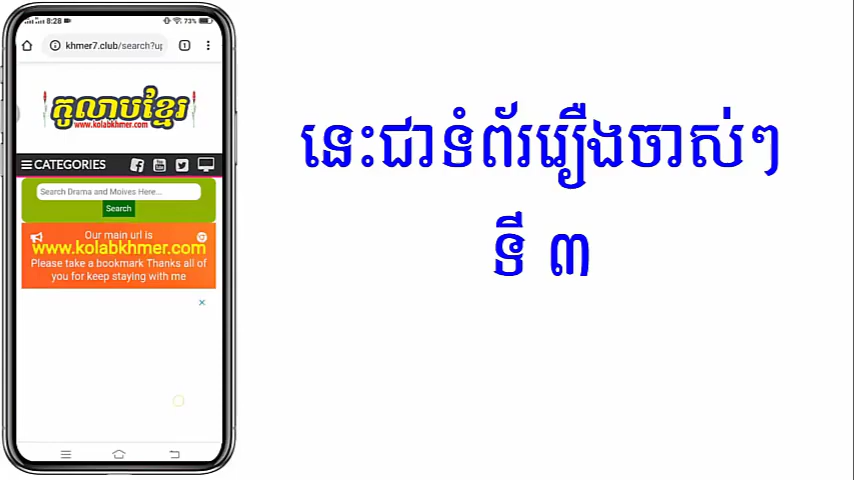 8:28
73%
khmer7.club/search?up
1
កូលាបខ្មែរ
www.kolabkhmer.com
CATEGORIES
Search Drama and Moives Here...
Search
Our main url is
www.kolabkhmer.com
Please take a bookmark Thanks all of
you for keep staying with me
នេះជាទំព័ររឿងចាស់ៗ
ទី ៣